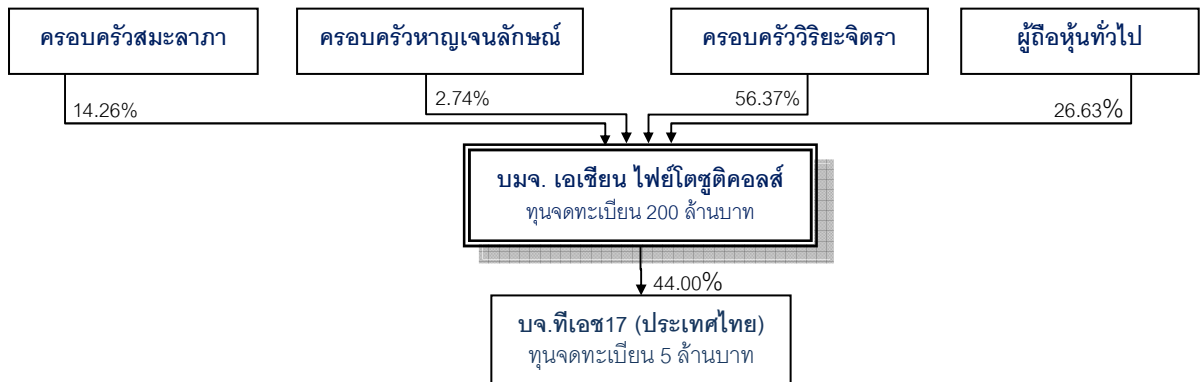 ครอบครัวสมะลาภา
ครอบครัวหาญเจนลักษณ์
ครอบครัววิริยะจิตรา
ผู้ถือหุ้นทั่วไป
14.26%
2.74%
56.37%
26.63%
บมจ. เอเชียน ไฟย์โตซูติคอลส์
ทุนจดทะเบียน 200 ล้านบาท
44.00%
บจ.ทีเอช17 (ประเทศไทย)
ทุนจดทะเบียน 5 ล้านบาท